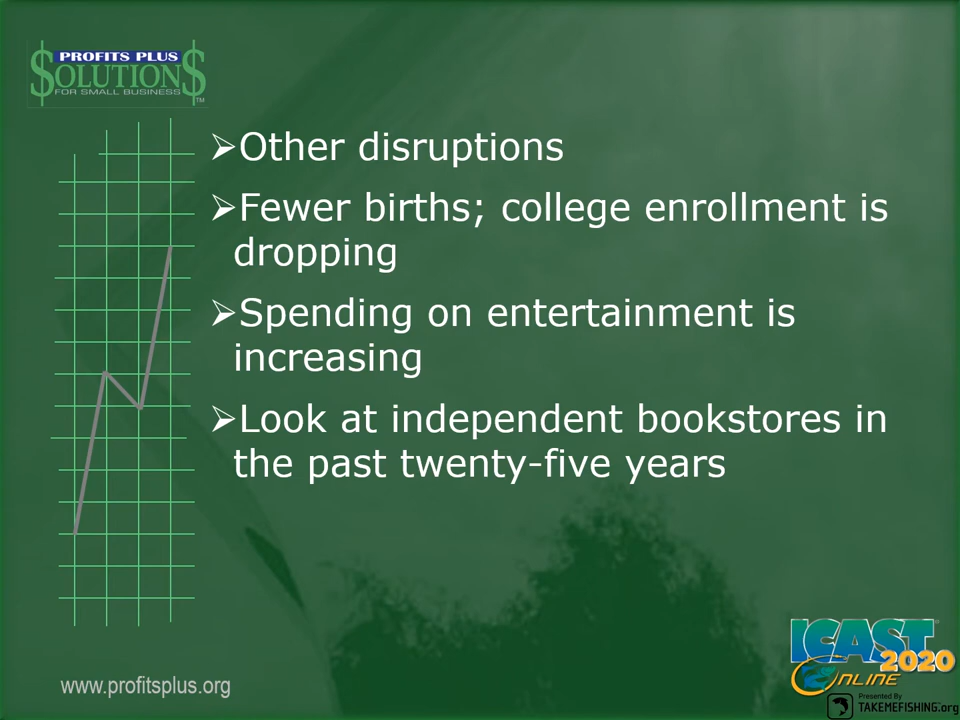 PROFITS PLUS
$OLUTION$
FOR SMALL BUSINESS TM
➢Other disruptions
➢Fewer births; college enrollment is
dropping
➢Spending on entertainment is
increasing
➢Look at independent bookstores in
the past twenty-five years
www.profitsplus.org
ICAST
2020
ONLINE
Presented By
TAKEMEFISHING.org